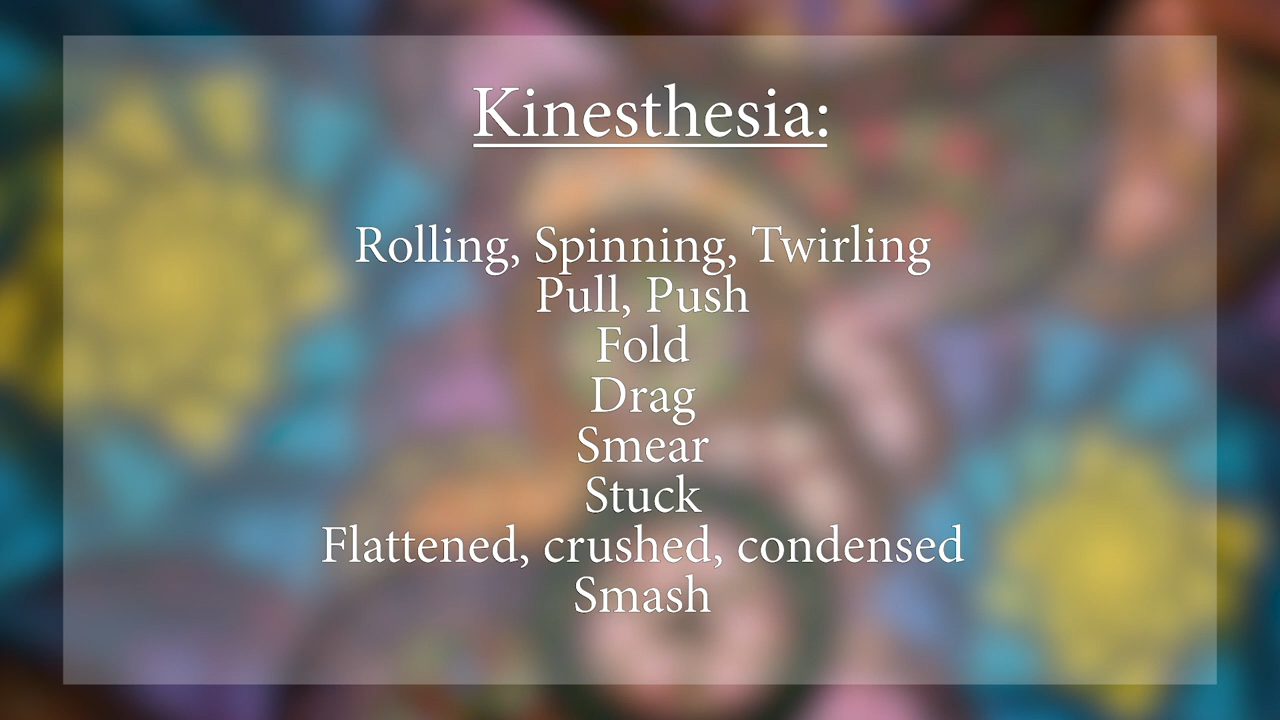 Kinesthesia:
Rolling, Spinning, Twirling
Pull, Push
Fold
Drag
Smear
Stuck
Flattened, crushed, condensed
Smash